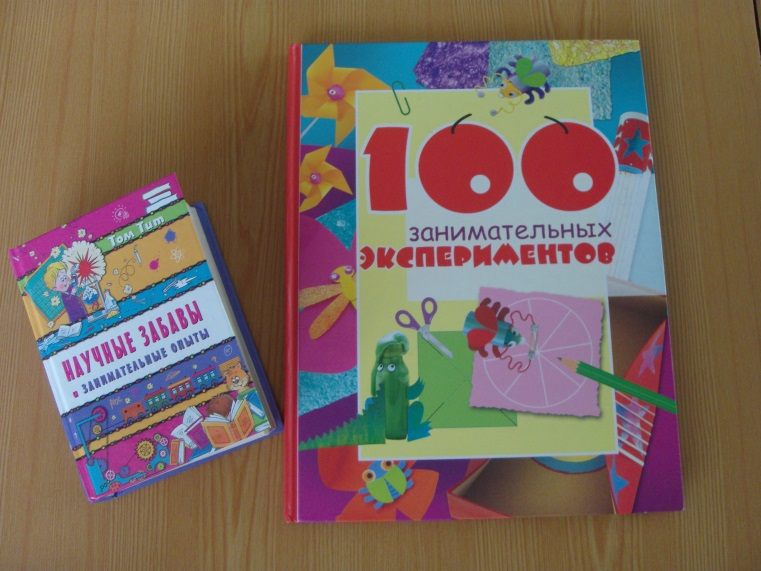 Том Тит
НАУЧНЫЕ ЗАБАВЫ
и ЗАНИМАТЕЛЬНЫЕ ОПЫТЫ
100
занимательных
ЭКСПЕРИМЕНТОВ